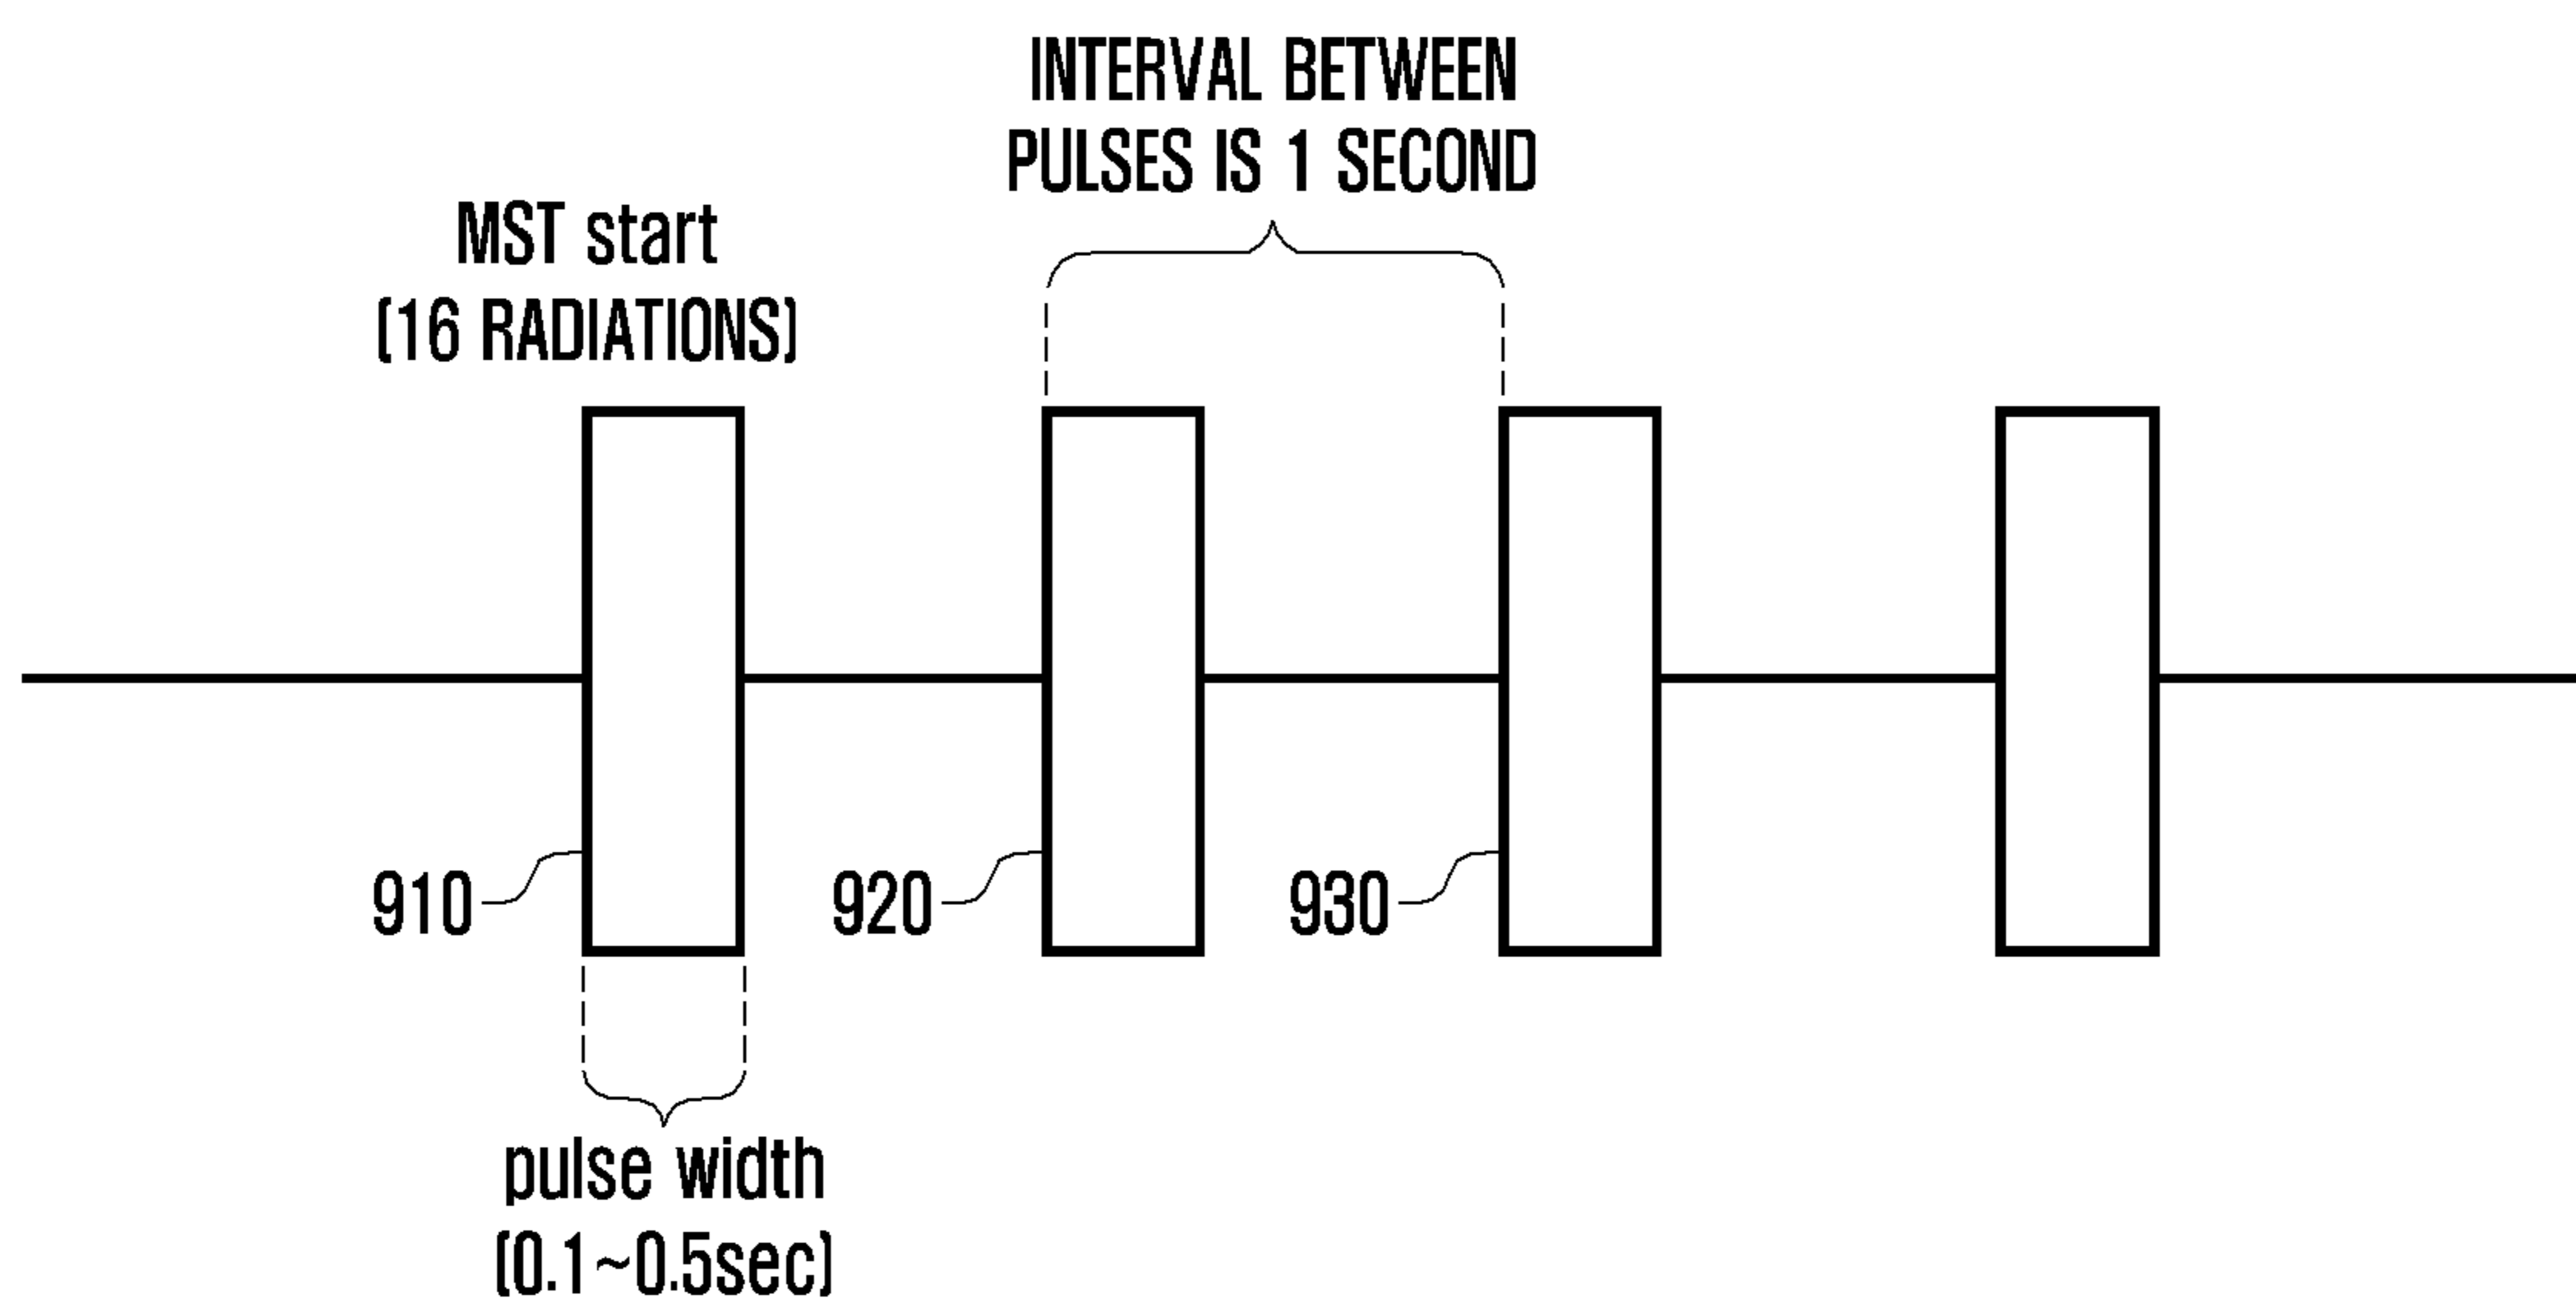 INTERVAL BETWEEN
PULSES IS 1 SECOND
MST start
(16 RADIATIONS)
910
920
930
pulse width
(0.1~0.5sec)